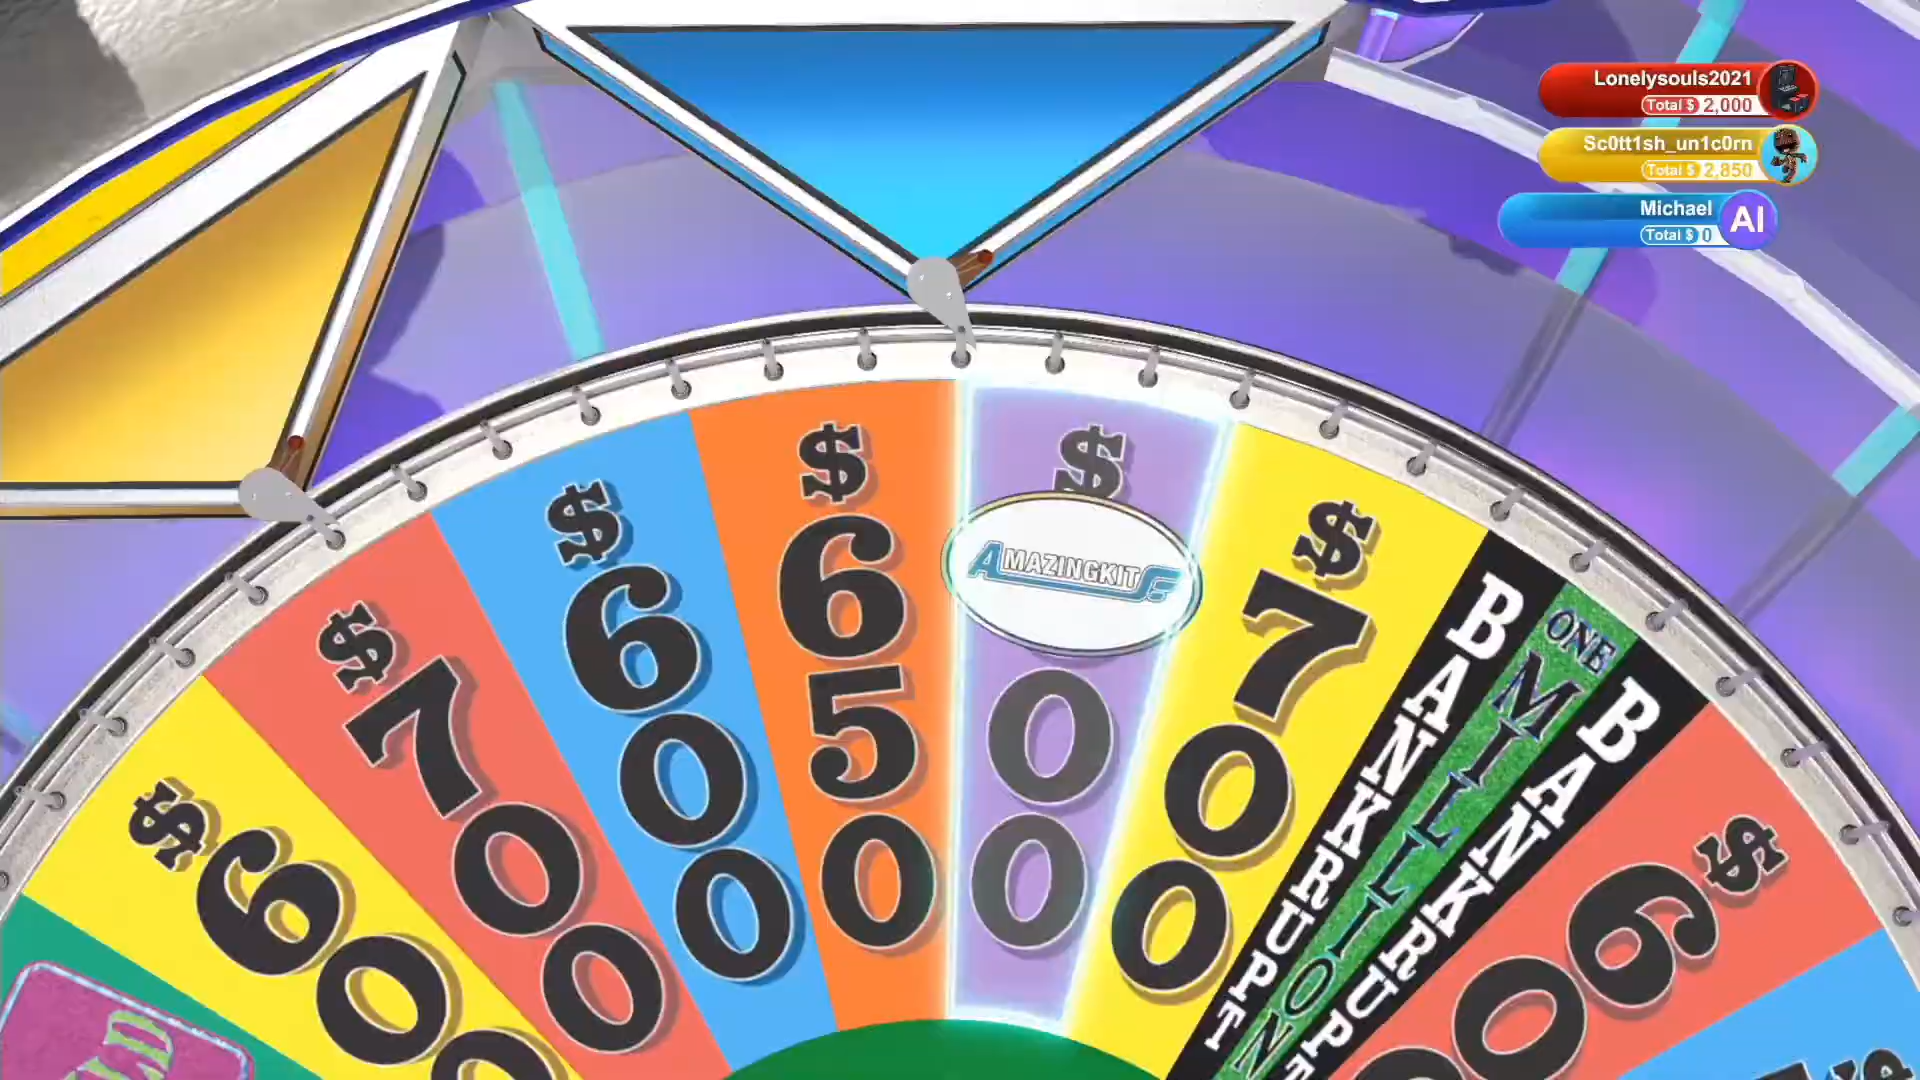 Lonelysouls2021
Total $ 2,000
Sc0tt1sh_un1c0rn
Total $ 2,850
Michael
Total $ 0
AI
$600
$700
$600
$650
$
AMAZINGKITE
00
$700
BANKRUPT
ONE MILLION
BANKRUPT
$